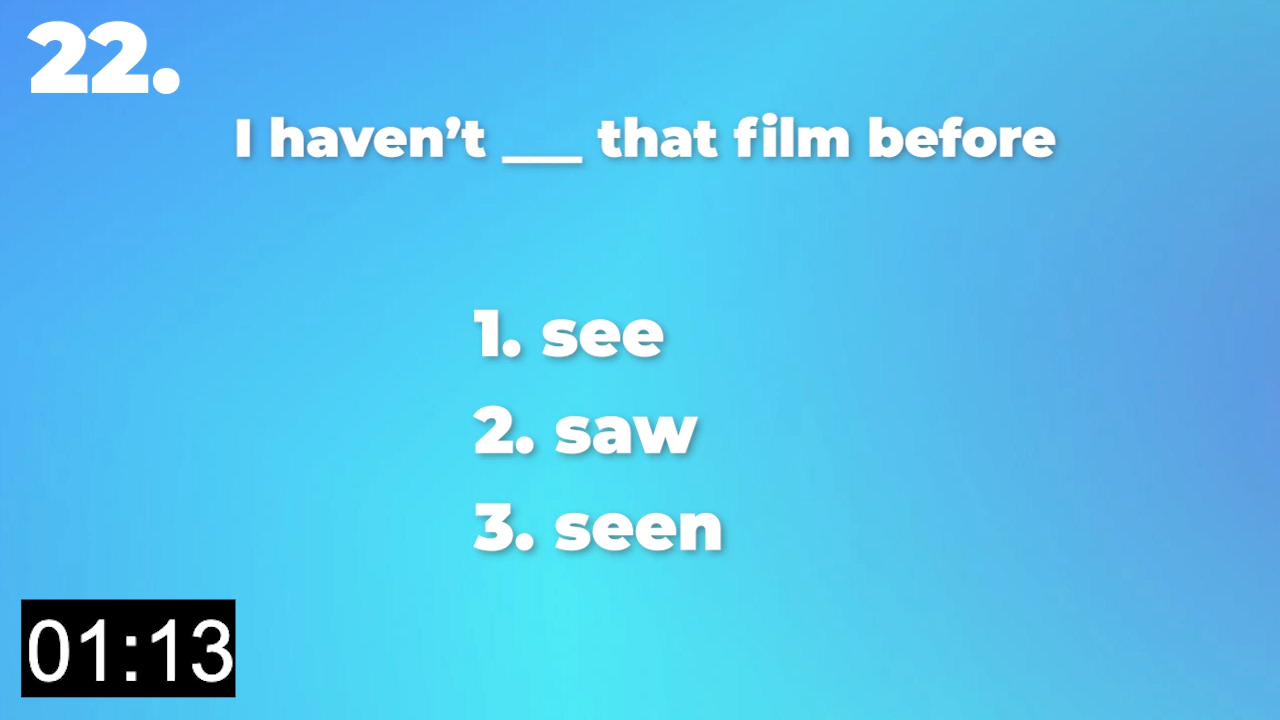 22.
I haven’t ___ that film before
1. see
2. saw
3. seen
01:13